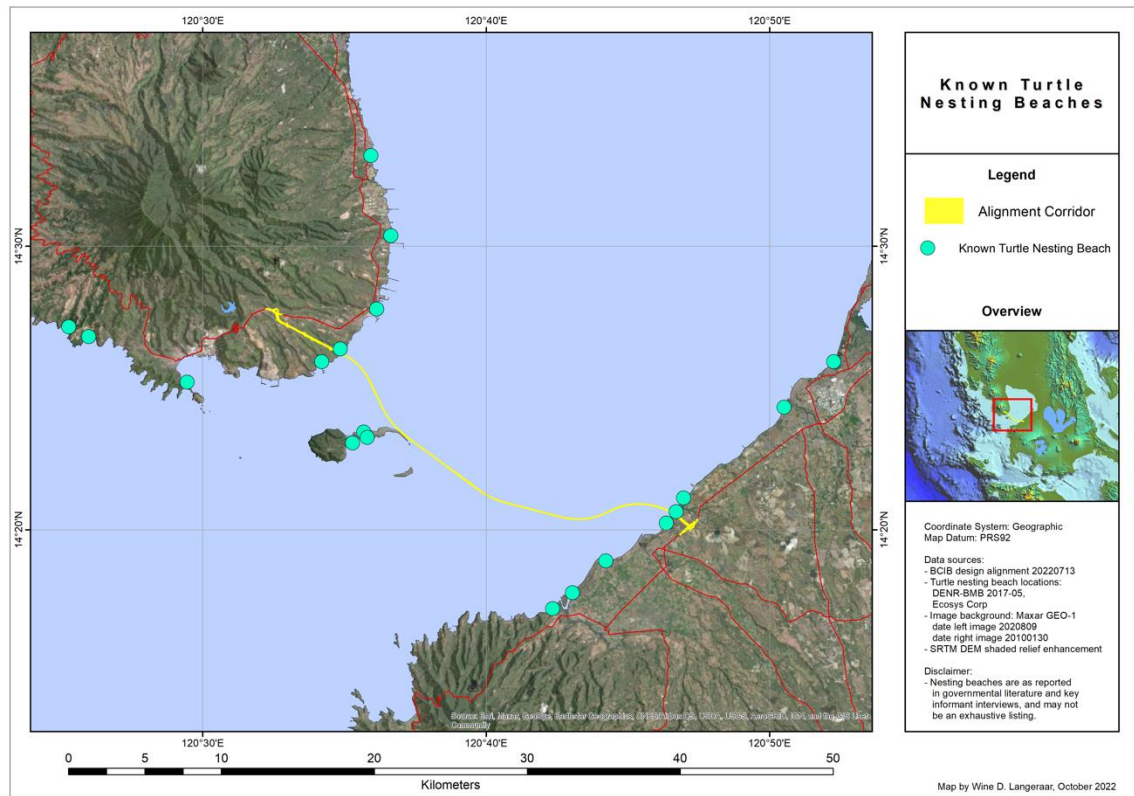 120°30'E 120°40'E 120°50'E
14°30'N 14°30'N
14°20'N 14°20'N
Community
120°30'E 120°40'E 120°50'E
0 5 10 20 30 40 50
Kilometers
Known Turtle
Nesting Beaches
Legend
Alignment Corridor
Known Turtle Nesting Beach
Overview
Coordinate System: Geographic
Map Datum: PRS92
Data sources:
- BCIB design alignment 20220713
- Turtle nesting beach locations:
DENR-BMB 2017-05,
Ecosys Corp
- Image background: Maxar GEO-1
date left image 20200809
date right image 20100130
- SRTM DEM shaded relief enhancement
Disclaimer:
- Nesting beaches are as reported
in governmental literature and key
informant interviews, and may not
be an exhaustive listing.
Map by Wine D. Langeraar, October 2022